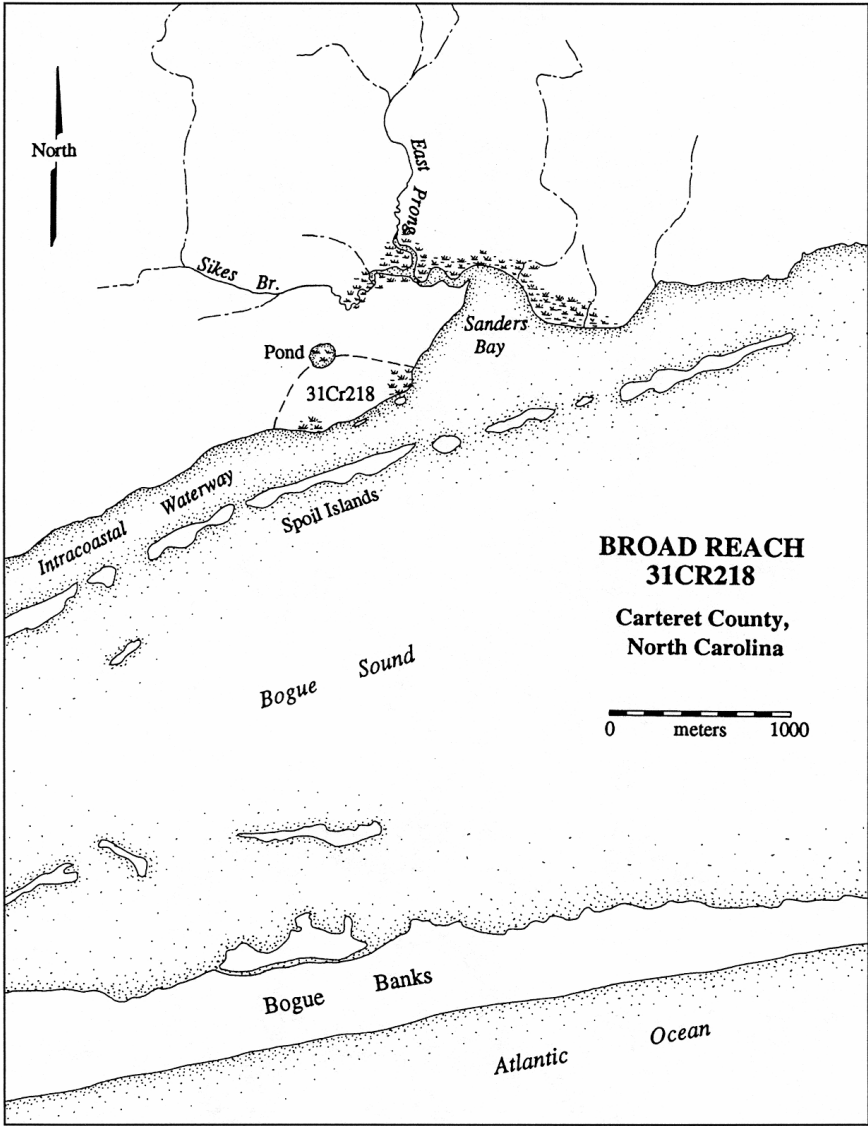 North
East Prong
Sikes Br.
Sanders
Bay
Pond
31Cr218
Intracoastal Waterway
Spoil Islands
BROAD REACH
31CR218
Carteret County,
North Carolina
0 meters 1000
Bogue Sound
Bogue Banks
Atlantic Ocean